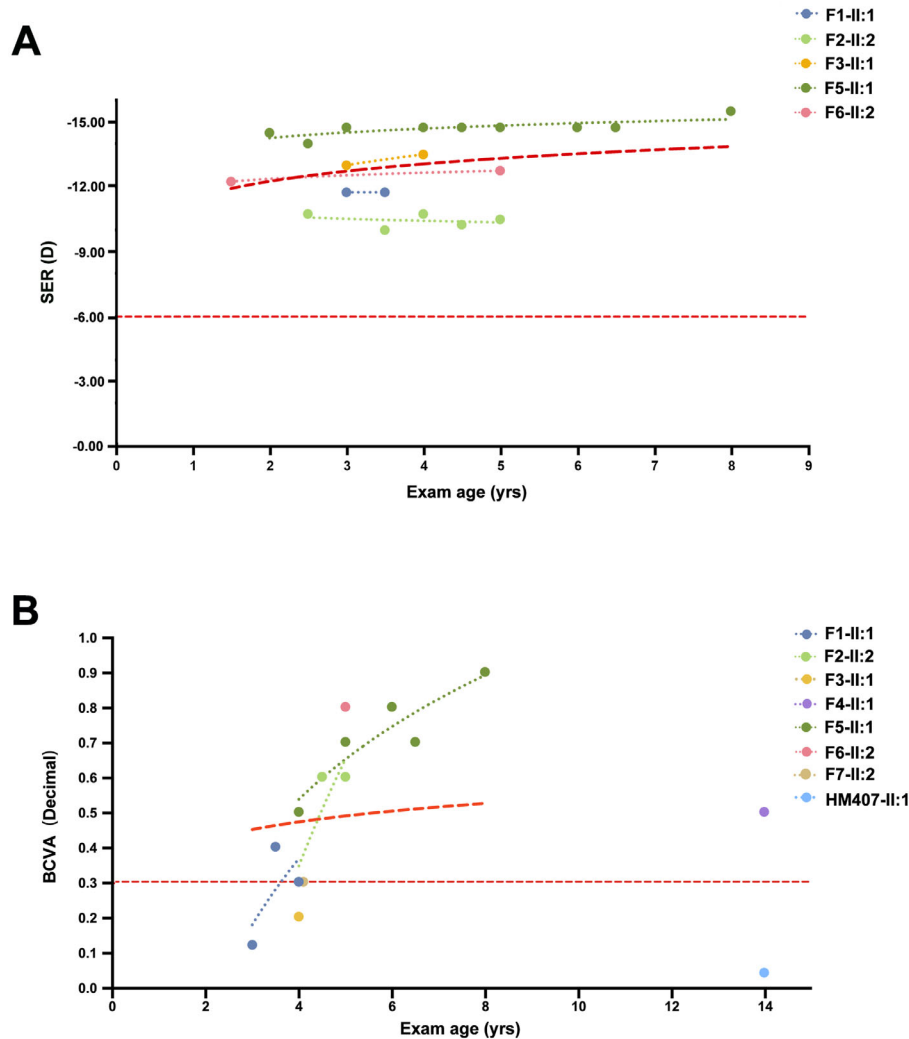 A
F1-II:1
F2-II:2
F3-II:1
F5-II:1
F6-II:2
SER (D)
-15.00
-12.00
-9.00
-6.00
-3.00
-0.00
0 1 2 3 4 5 6 7 8 9
Exam age (yrs)
B
F1-II:1
F2-II:2
F3-II:1
F4-II:1
F5-II:1
F6-II:2
F7-II:2
HM407-II:1
BCVA (Decimal)
1.0
0.9
0.8
0.7
0.6
0.5
0.4
0.3
0.2
0.1
0.0
0 2 4 6 8 10 12 14
Exam age (yrs)